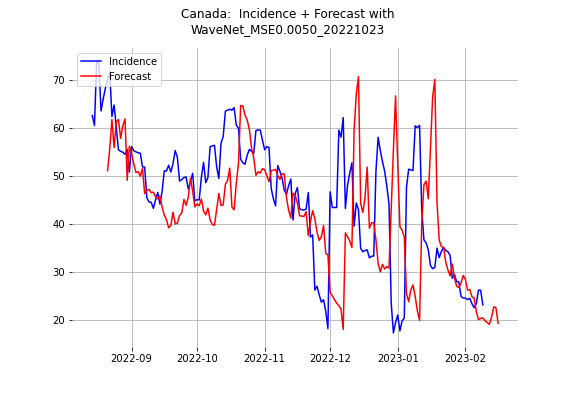 Canada:  Incidence + Forecast with
WaveNet_MSE0.0050_20221023
Incidence
Forecast
70
60
50
40
30
20
2022-09 2022-10 2022-11 2022-12 2023-01 2023-02